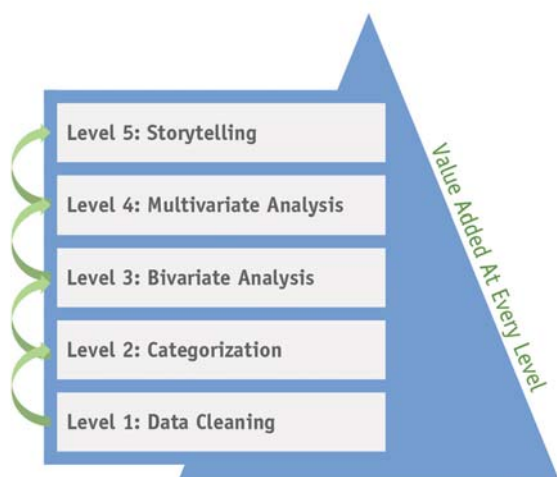 Level 5: Storytelling
Level 4: Multivariate Analysis
Level 3: Bivariate Analysis
Level 2: Categorization
Level 1: Data Cleaning
Value Added At Every Level